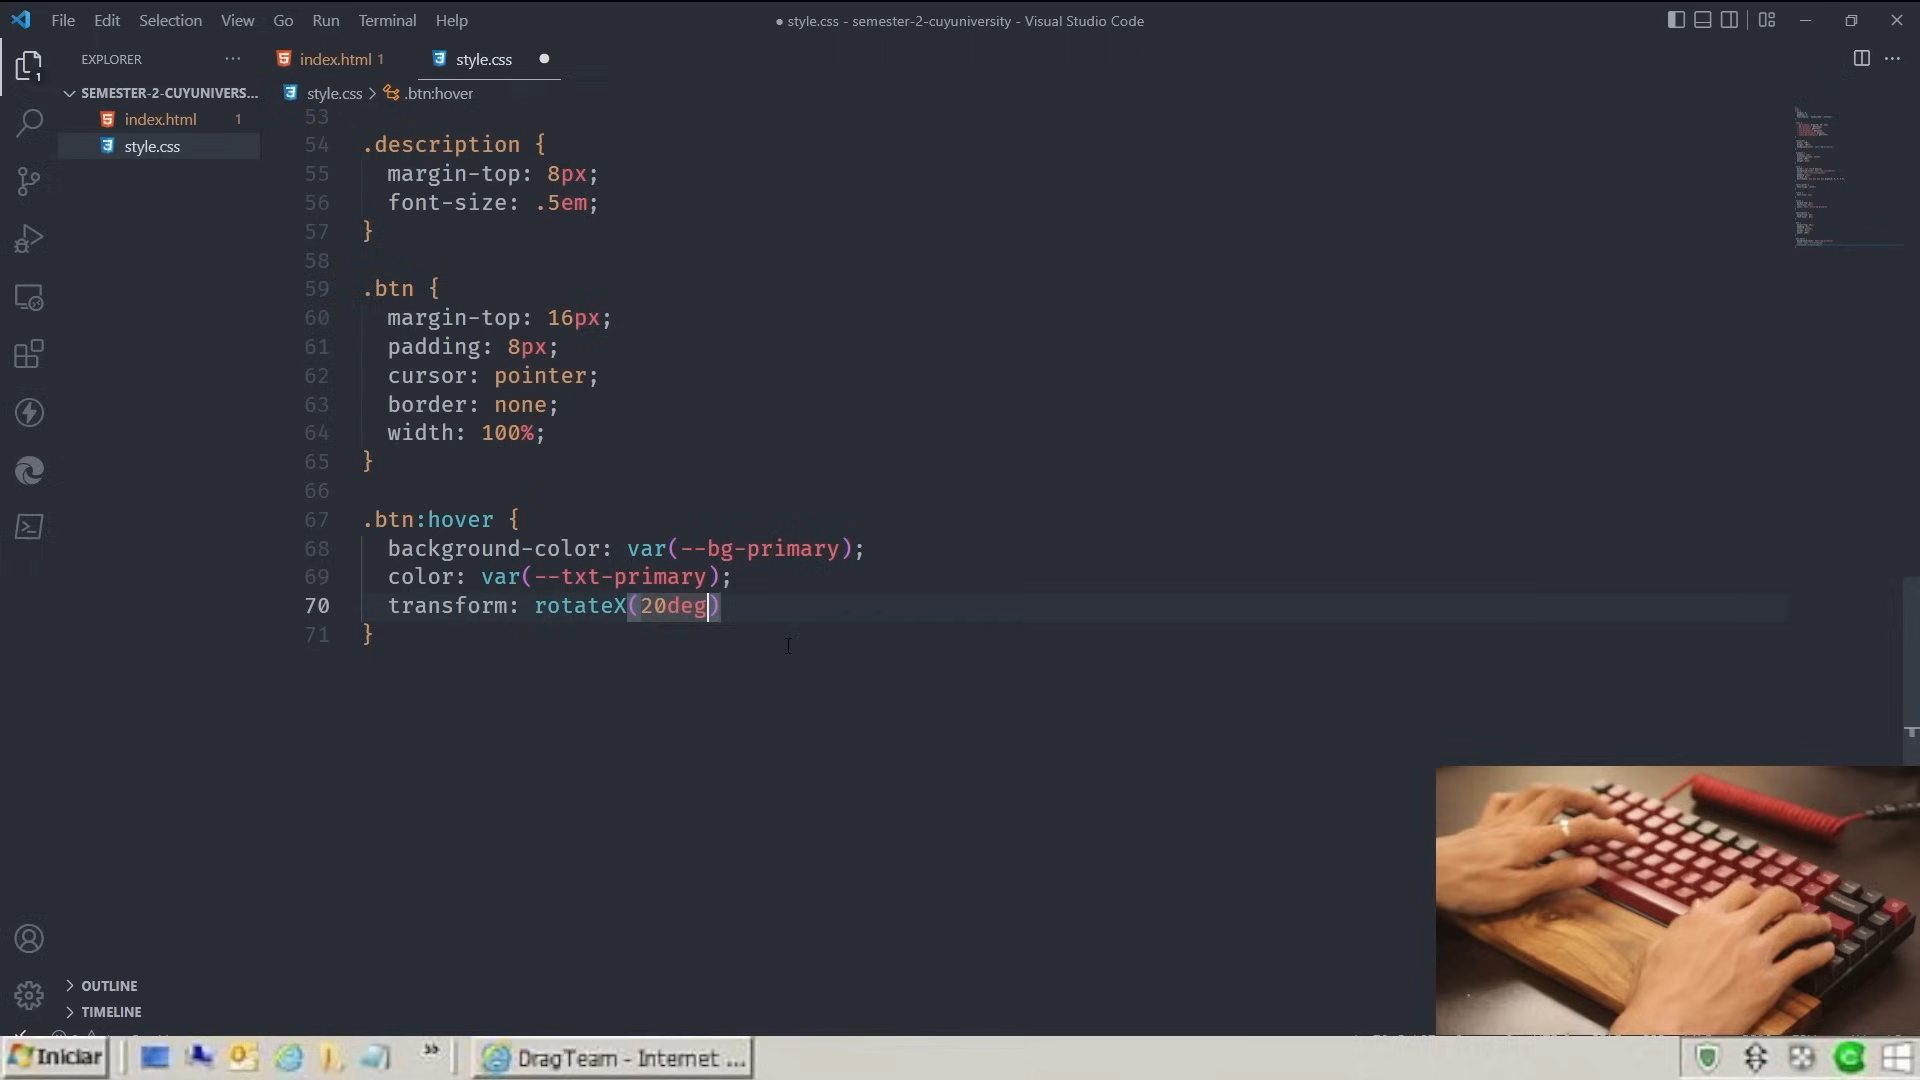 File Edit Selection View Go Run Terminal Help
● style.css - semester-2-cuyuniversity - Visual Studio Code
EXPLORER
index.html 1
style.css
SEMESTER-2-CUYUNIVERS...
style.css > .btn:hover
index.html 1
style.css
1
53
54 .description {
55 margin-top: 8px;
56 font-size: .5em;
57 }
58
59 .btn {
60 margin-top: 16px;
61 padding: 8px;
62 cursor: pointer;
63 border: none;
64 width: 100%;
65 }
66
67 .btn:hover {
68 background-color: var(--bg-primary);
69 color: var(--txt-primary);
70 transform: rotateX(20deg)
71 }
OUTLINE
TIMELINE
Iniciar
DragTeam - Internet ...